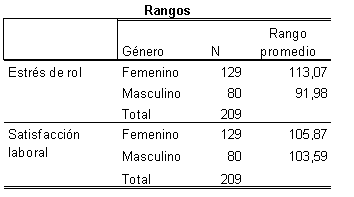 Rangos
Género N Rango promedio
Estrés de rol Femenino 129 113,07
Masculino 80 91,98
Total 209
Satisfacción laboral Femenino 129 105,87
Masculino 80 103,59
Total 209